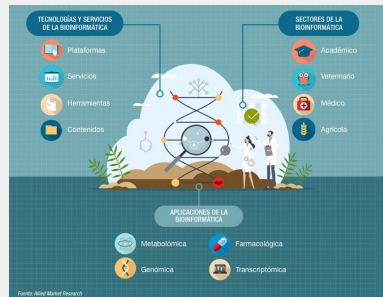 TECNOLOGÍAS Y SERVICIOS
DE LA BIOINFORMÁTICA
Plataformas
Servicios
Herramientas
Contenidos
SECTORES DE LA
BIOINFORMÁTICA
Académico
Veterinario
Médico
Agrícola
APLICACIONES DE LA
BIOINFORMÁTICA
Metabolómica
Genómica
Farmacológica
Transcriptómica
Fuente: Allied Market Research